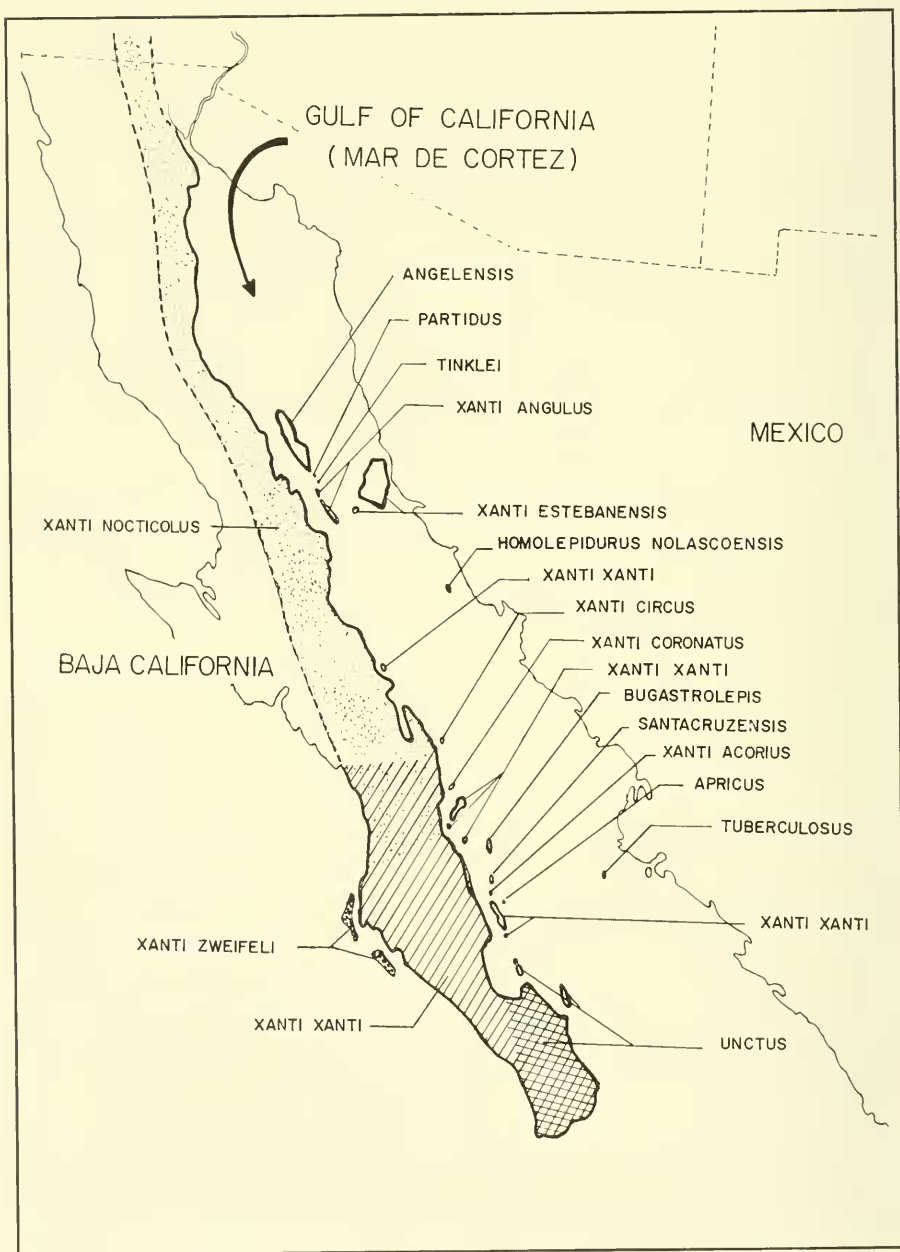 GULF OF CALIFORNIA
(MAR DE CORTEZ)
ANGELENSIS
PARTIDUS
TINKLEI
XANTI ANGULUS
MEXICO
XANTI NOCTICOLUS
XANTI ESTEBANENSIS
HOMOLEPIDURUS NOLASCOENSIS
XANTI XANTI
XANTI CIRCUS
XANTI CORONATUS
BAJA CALIFORNIA
XANTI XANTI
BUGASTROLEPIS
SANTACRUZENSIS
XANTI ACORIUS
APRICUS
TUBERCULOSUS
XANTI XANTI
XANTI ZWEIFELI
XANTI XANTI
UNCTUS